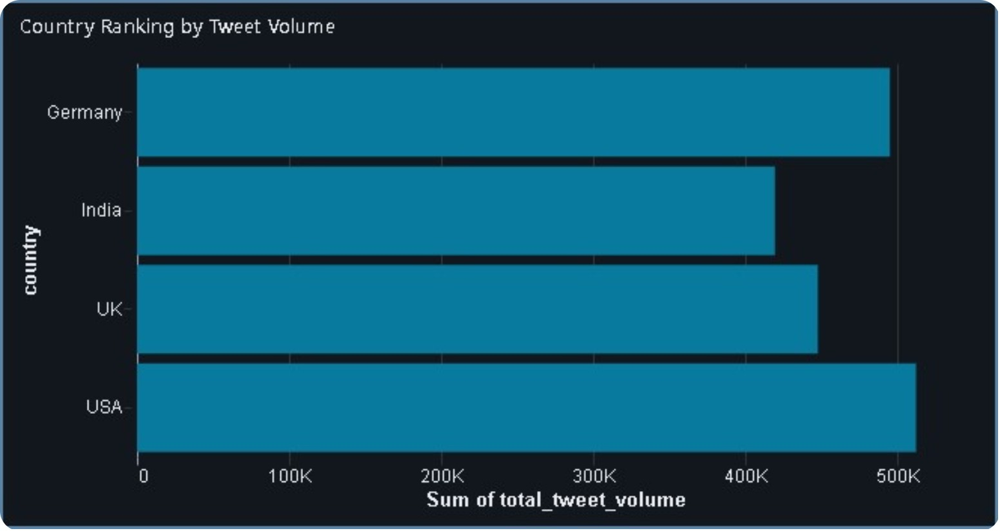 Country Ranking by Tweet Volume
Germany
India
UK
USA
country
0 100K 200K 300K 400K 500K
Sum of total_tweet_volume